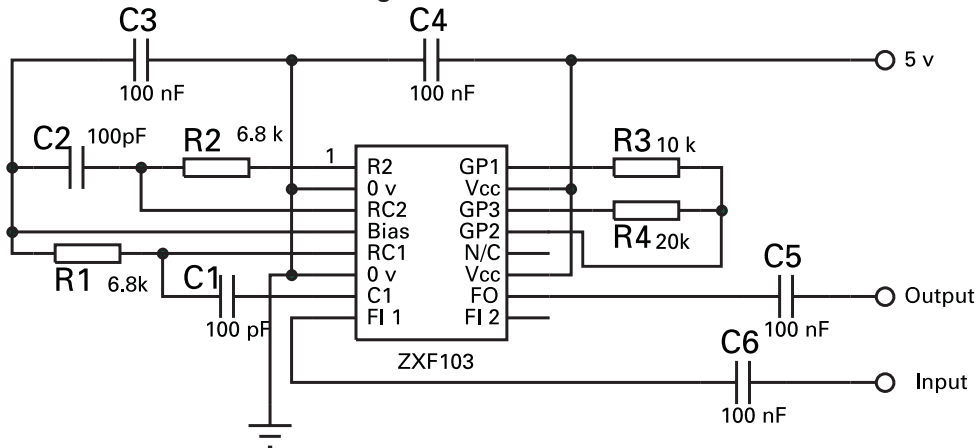 C3
C4
5 v
100 nF
100 nF
C2
100pF
R2
6.8 k
1
R2
GP1
R3
10 k
0 v
Vcc
RC2
GP3
Bias
GP2
R4
20k
RC1
N/C
R1
6.8k
C1
0 v
Vcc
C5
C1
FO
Output
100 pF
FI 1
FI 2
100 nF
ZXF103
C6
Input
100 nF